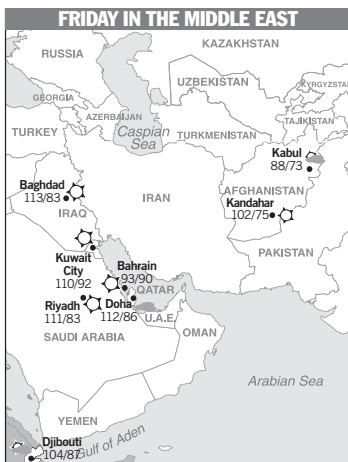 FRIDAY IN THE MIDDLE EAST
KAZAKHSTAN
RUSSIA
UZBEKISTAN
KYRGYZSTAN
GEORGIA
TAJIKISTAN
AZERBAIJAN
TURKEY
Caspian
Sea
TURKMENISTAN
Kabul
88/73
Baghdad
113/83
IRAQ
IRAN
AFGHANISTAN
Kandahar
102/75
PAKISTAN
Kuwait
City
110/92
Bahrain
93/90
QATAR
Riyadh
111/83
Doha
112/86
U.A.E.
SAUDI ARABIA
OMAN
Arabian Sea
YEMEN
Djibouti
104/87
Gulf of Aden